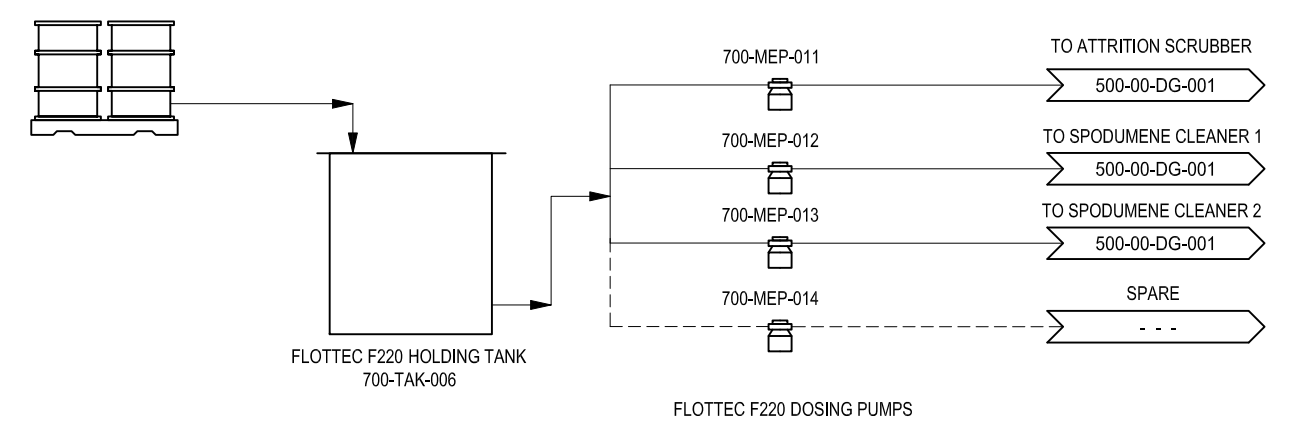 700-MEP-011
TO ATTRITION SCRUBBER
500-00-DG-001
700-MEP-012
TO SPODUMENE CLEANER 1
500-00-DG-001
700-MEP-013
TO SPODUMENE CLEANER 2
500-00-DG-001
700-MEP-014
SPARE
- - -
FLOTTEC F220 HOLDING TANK
700-TAK-006
FLOTTEC F220 DOSING PUMPS